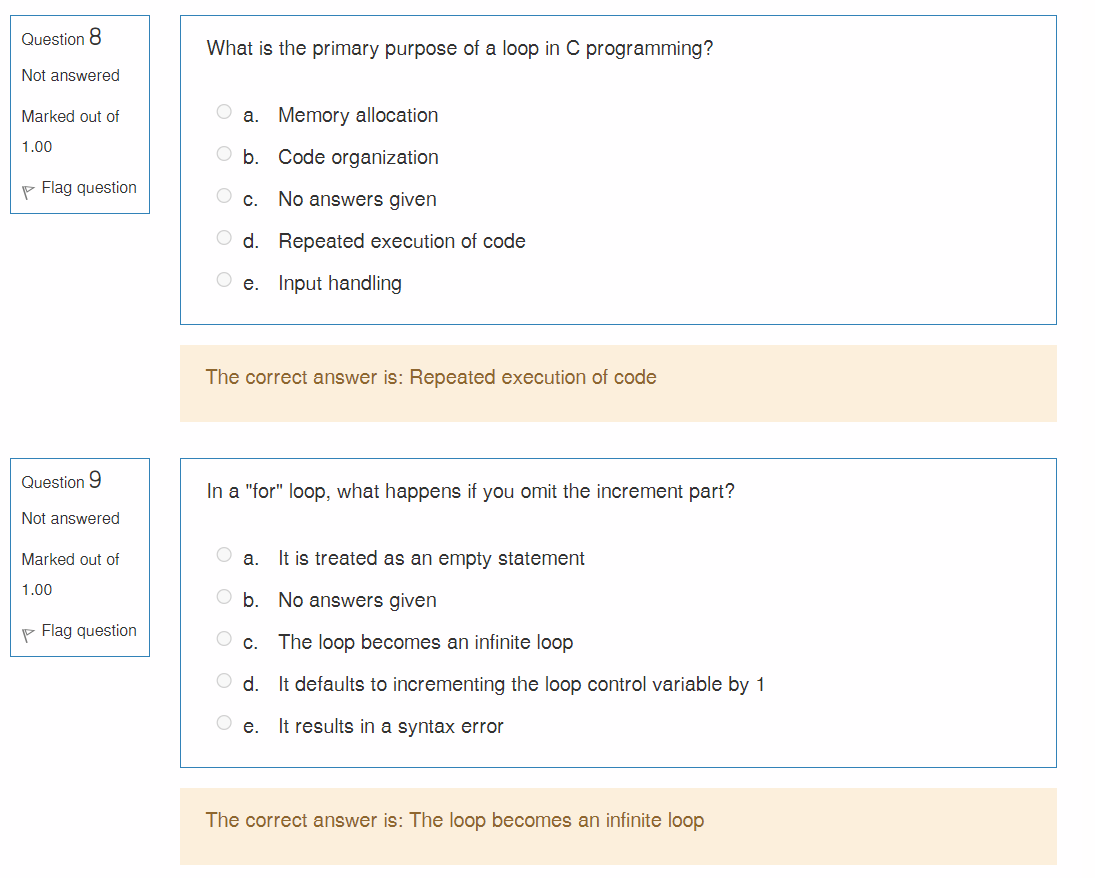 Question 8
Not answered
Marked out of
1.00
Flag question
What is the primary purpose of a loop in C programming?
a. Memory allocation
b. Code organization
c. No answers given
d. Repeated execution of code
e. Input handling
The correct answer is: Repeated execution of code
Question 9
Not answered
Marked out of
1.00
Flag question
In a "for" loop, what happens if you omit the increment part?
a. It is treated as an empty statement
b. No answers given
c. The loop becomes an infinite loop
d. It defaults to incrementing the loop control variable by 1
e. It results in a syntax error
The correct answer is: The loop becomes an infinite loop